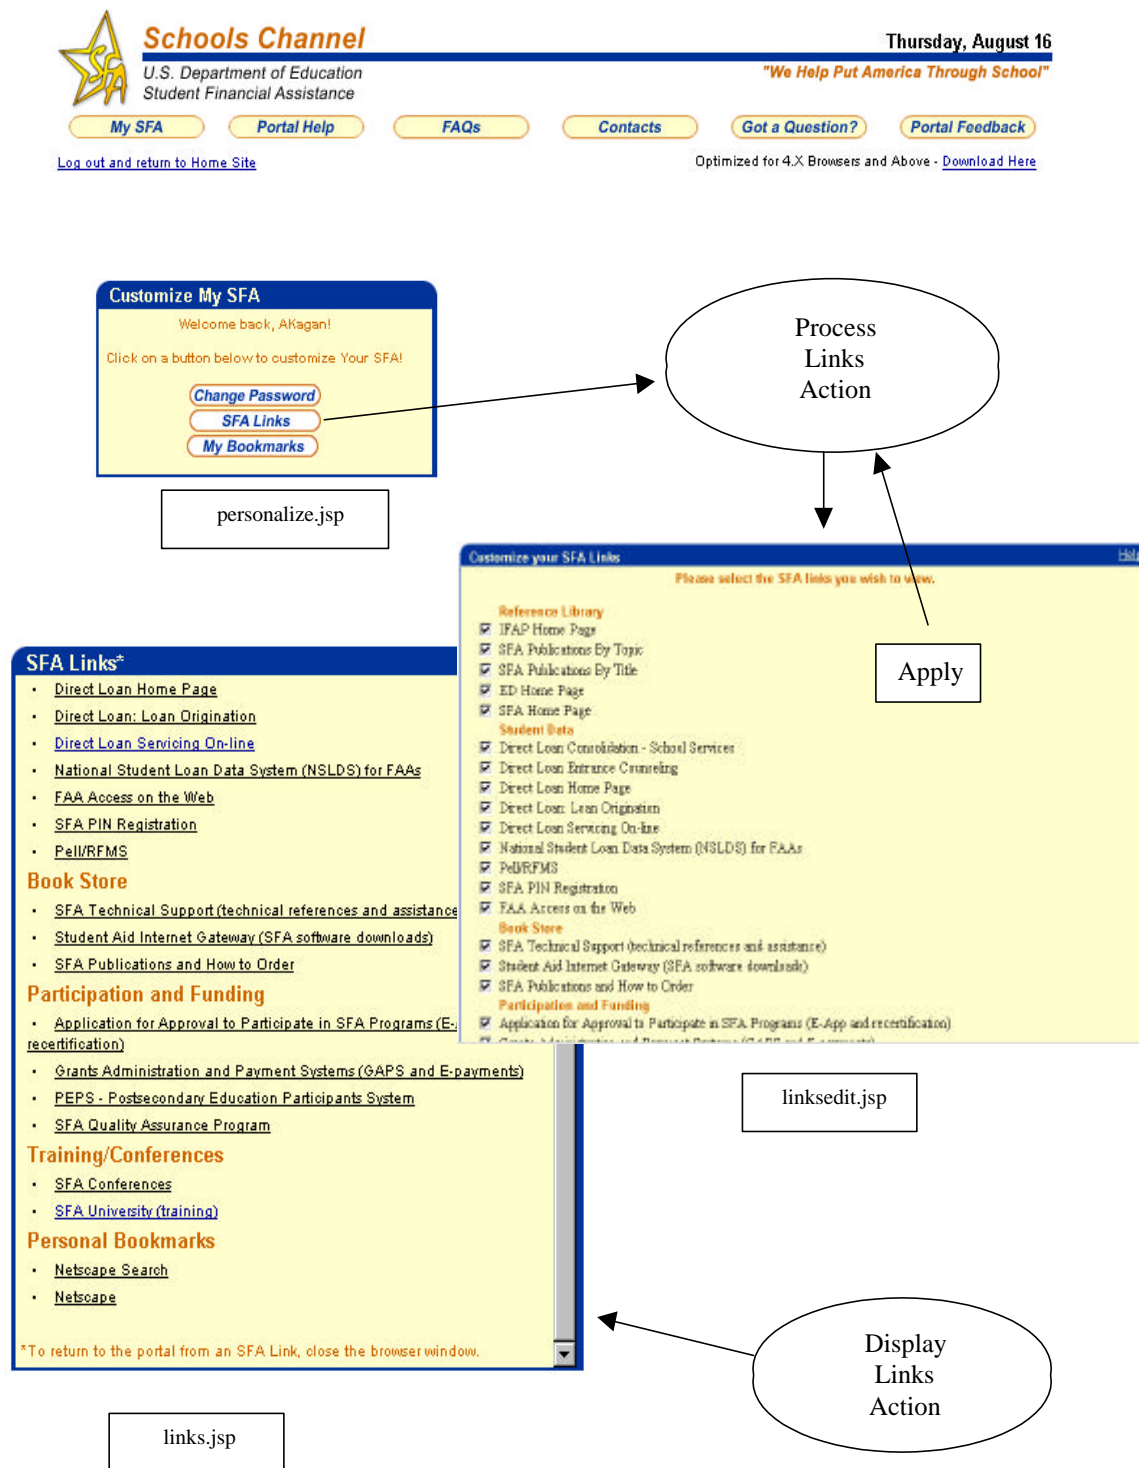 Schools Channel
Thursday, August 16
U.S. Department of Education
Student Financial Assistance
"We Help Put America Through School"
SFA
My SFA
Portal Help
FAQs
Contacts
Got a Question?
Portal Feedback
Log out and return to Home Site
Optimized for 4.X Browsers and Above - Download Here
Customize My SFA
Welcome back, AKagan!
Click on a button below to customize Your SFA!
Change Password
SFA Links
My Bookmarks
personalize.jsp
Process
Links
Action
Customize your SFA Links
Help
Please select the SFA links you wish to view.
Reference Library
IFAP Home Page
SFA Publications By Topic
SFA Publications By Title
ED Home Page
SFA Home Page
Student Data
Direct Loan Consolidation - School Services
Direct Loan Entrance Counseling
Direct Loan Home Page
Direct Loan: Loan Origination
Direct Loan Servicing On-line
National Student Loan Data System (NSLDS) for FAAs
Pell/RFMS
SFA PIN Registration
FAA Access on the Web
Book Store
SFA Technical Support (technical references and assistance)
Student Aid Internet Gateway (SFA software downloads)
SFA Publications and How to Order
Participation and Funding
Application for Approval to Participate in SFA Programs (E-App and recertification)
Apply
linksedit.jsp
SFA Links*
Direct Loan Home Page
Direct Loan: Loan Origination
Direct Loan Servicing On-line
National Student Loan Data System (NSLDS) for FAAs
FAA Access on the Web
SFA PIN Registration
Pell/RFMS
Book Store
SFA Technical Support (technical references and assistance
Student Aid Internet Gateway (SFA software downloads)
SFA Publications and How to Order
Participation and Funding
Application for Approval to Participate in SFA Programs (E-
recertification)
Grants Administration and Payment Systems (GAPS and E-payments)
PEPS - Postsecondary Education Participants System
SFA Quality Assurance Program
Training/Conferences
SFA Conferences
SFA University (training)
Personal Bookmarks
Netscape Search
Netscape
*To return to the portal from an SFA Link, close the browser window.
Display
Links
Action
links.jsp